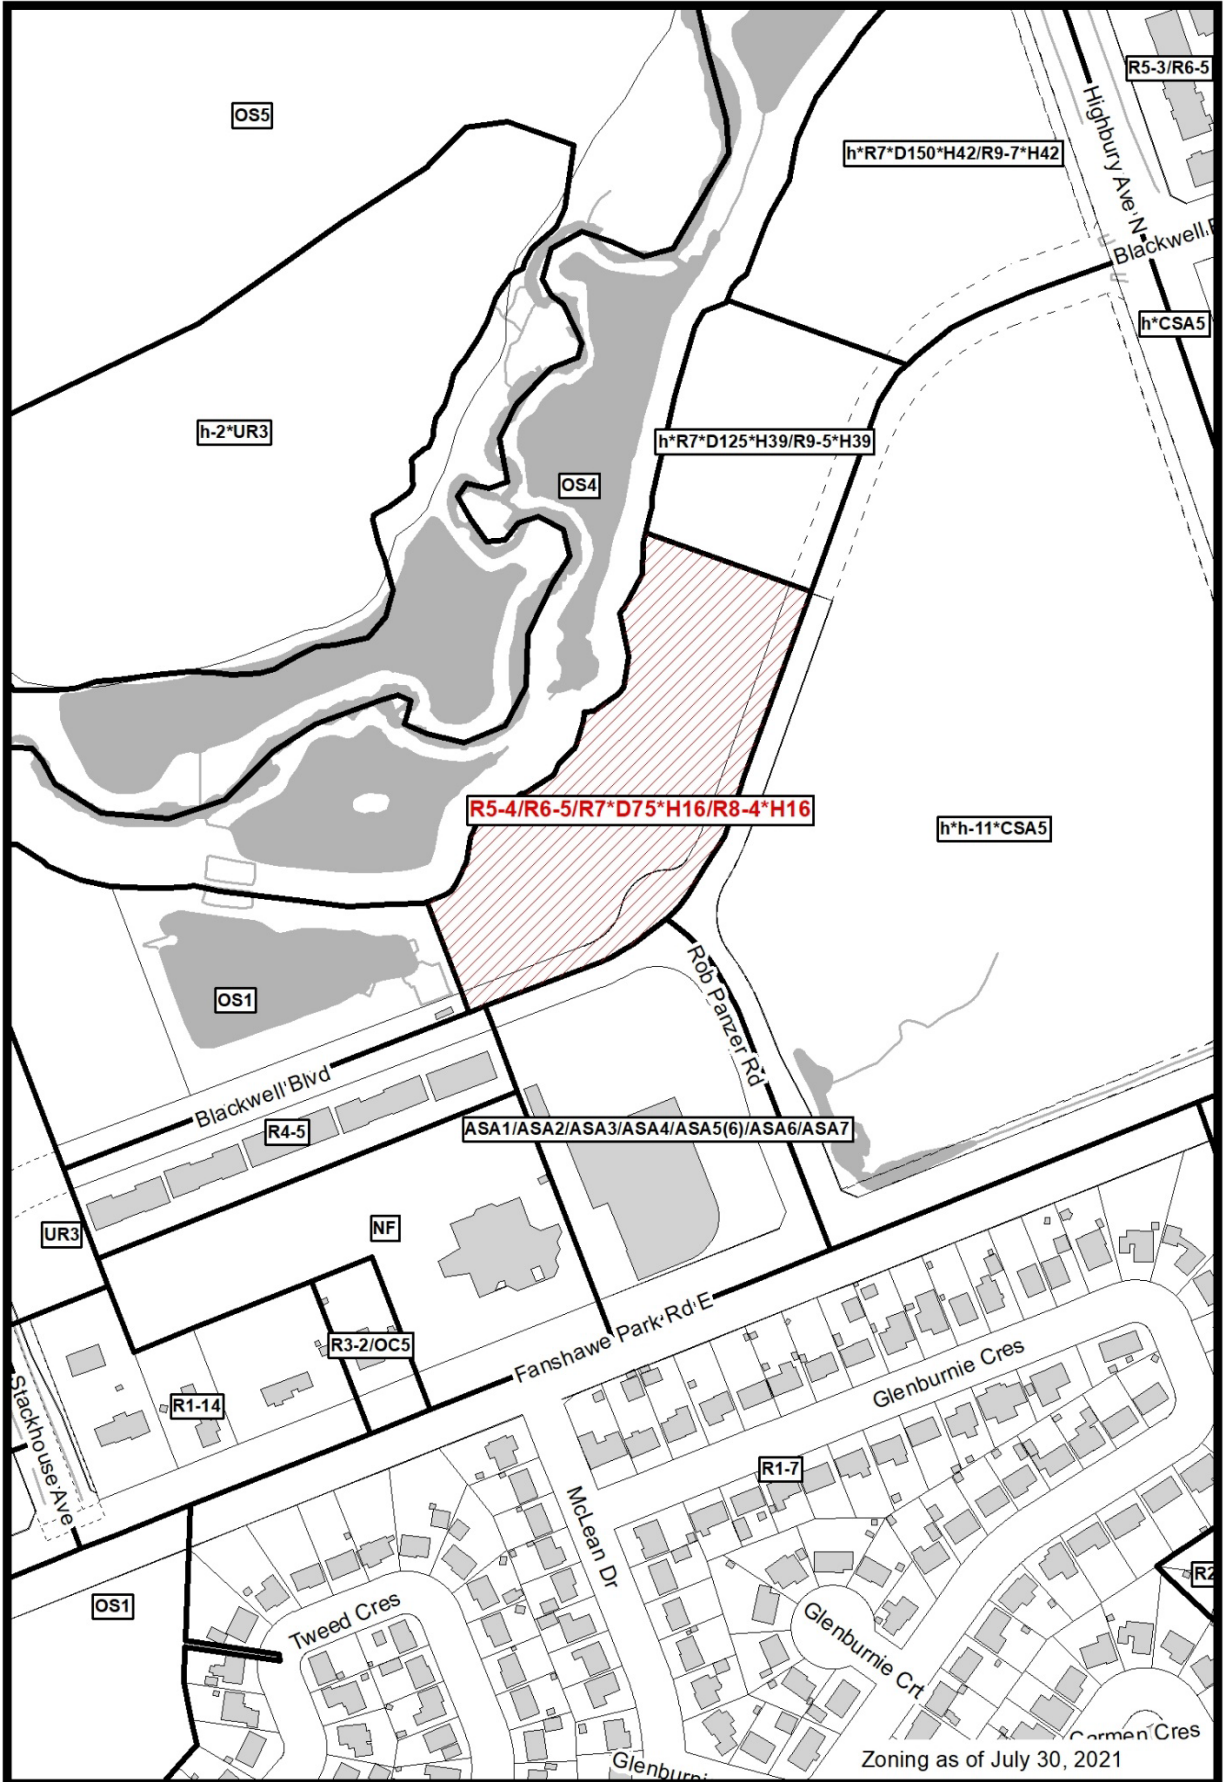 R5-3/R6-5
OS5
h*R7*D150*H42/R9-7*H42
Highbury Ave N
Blackwell
h*CSA5
h-2*UR3
h*R7*D125*H39/R9-5*H39
OS4
R5-4/R6-5/R7*D75*H16/R8-4*H16
h*h-11*CSA5
OS1
Rob Panzer Rd
Blackwell Blvd
R4-5
ASA1/ASA2/ASA3/ASA4/ASA5(6)/ASA6/ASA7
UR3
NF
Fanshawe Park Rd E
R3-2/OC5
Glenburnie Cres
R1-14
Stackhouse Ave
R1-7
McLean Dr
R2
OS1
Tweed Cres
Glenburnie Crt
Carmen Cres
Glenburni
Zoning as of July 30, 2021